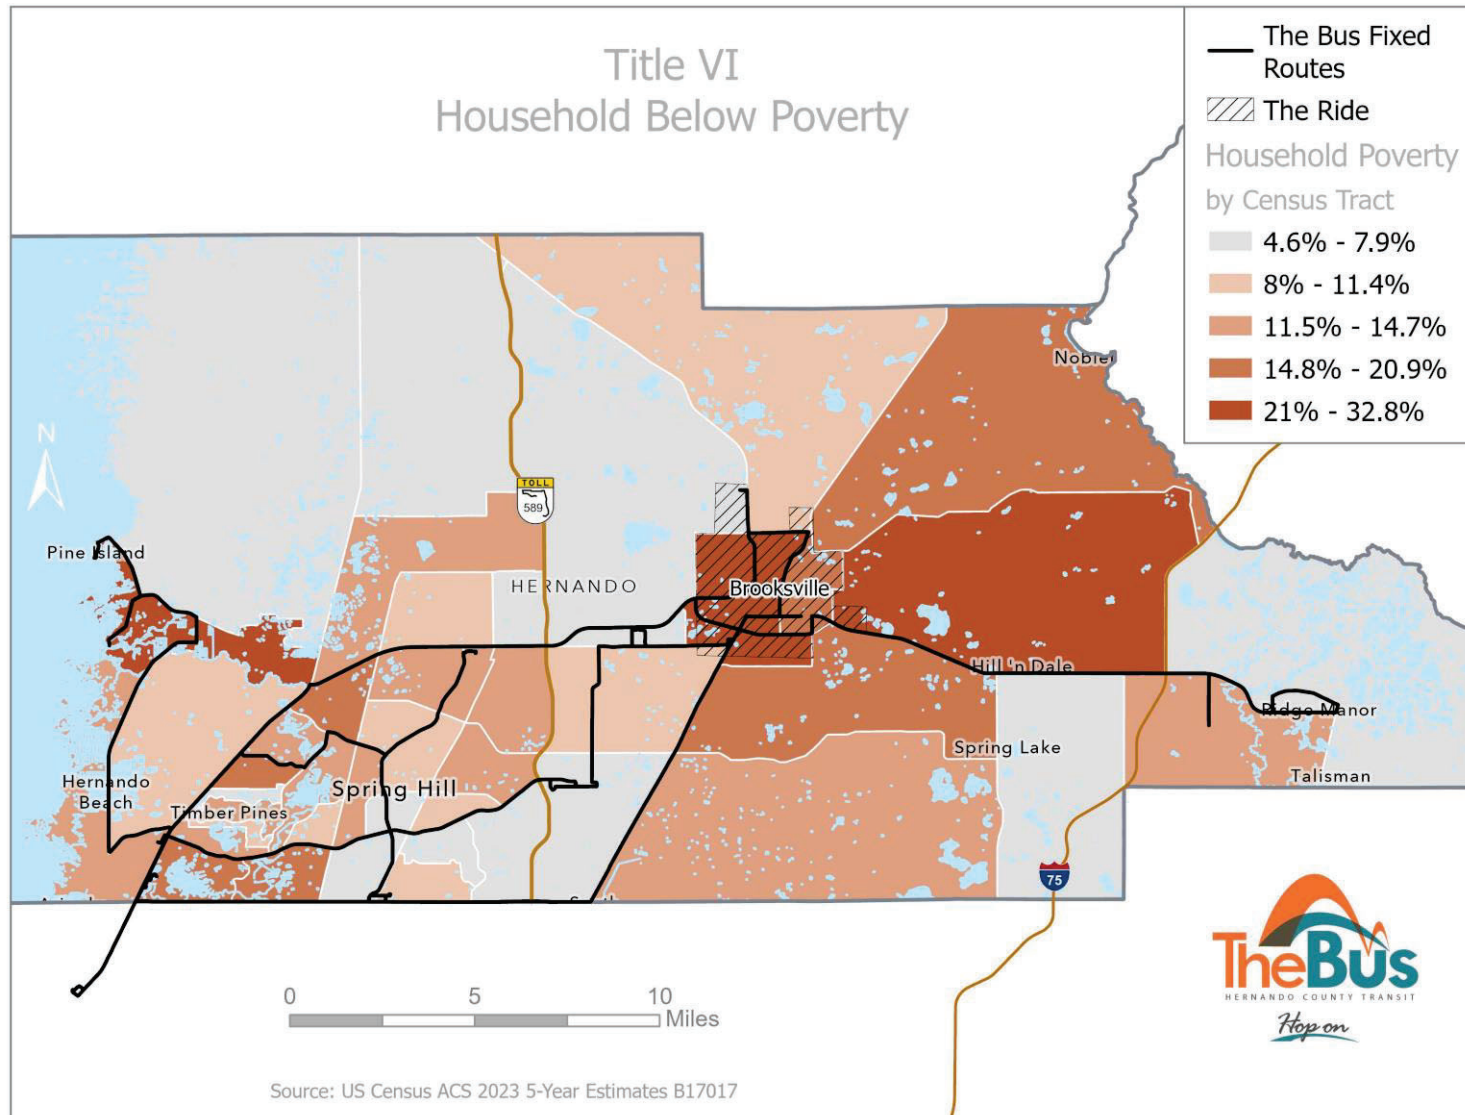 Title VI
Household Below Poverty
The Bus Fixed
Routes
The Ride
Household Poverty
by Census Tract
4.6% - 7.9%
8% - 11.4%
11.5% - 14.7%
14.8% - 20.9%
21% - 32.8%
N
TOLL
589
Pine Island
HERNANDO
Brooksville
Hill 'n Dale
Ridge Manor
Spring Lake
Talisman
Hernando
Beach
Timber Pines
Spring Hill
75
0 5 10
Miles
TheBus
HERNANDO COUNTY TRANSIT
Hop on
Source: US Census ACS 2023 5-Year Estimates B17017